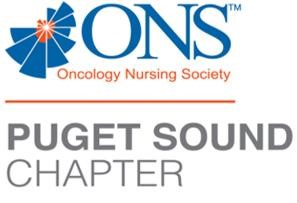 ONS™
Oncology Nursing Society
PUGET SOUND
CHAPTER